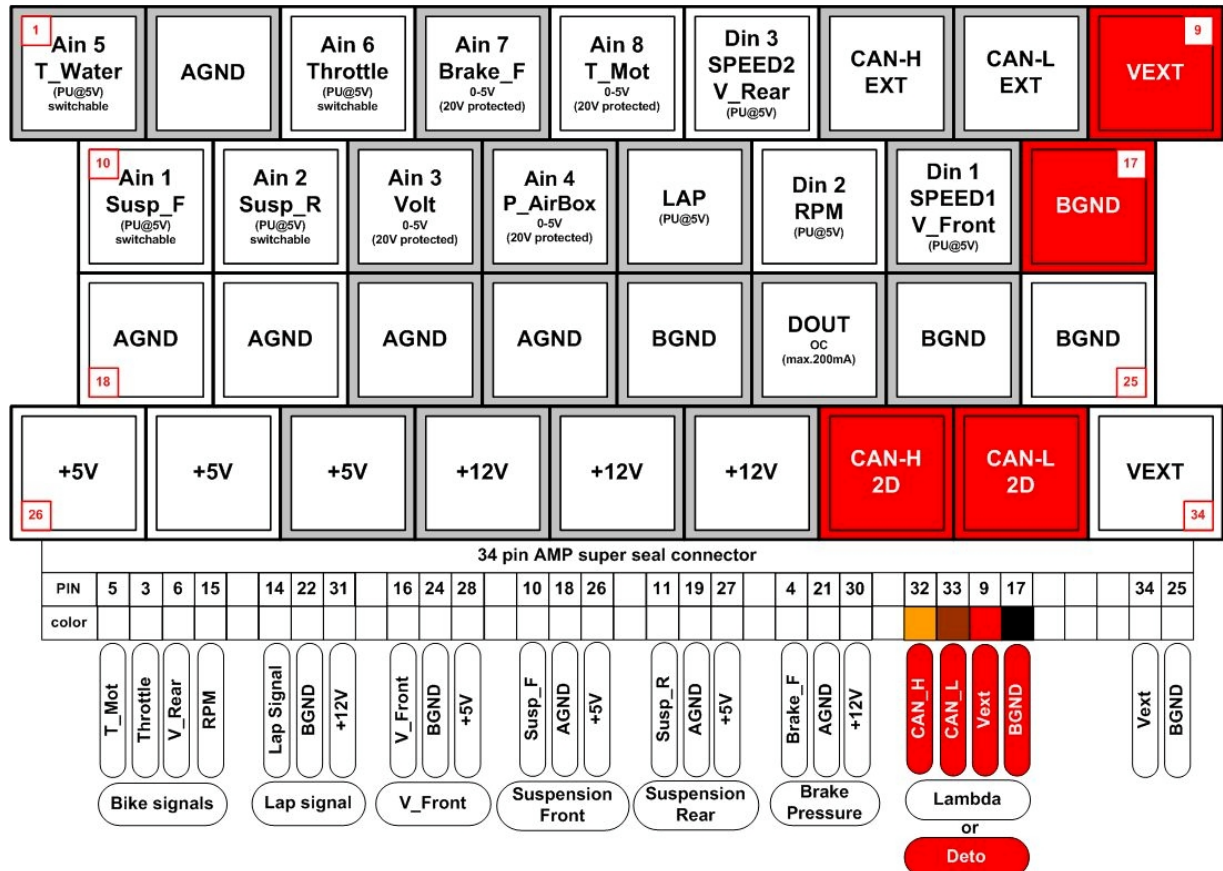 1
Ain 5
T_Water
(PU@5V)
switchable
AGND
Ain 6
Throttle
(PU@5V)
switchable
Ain 7
Brake_F
0-5V
(20V protected)
Ain 8
T_Mot
0-5V
(20V protected)
Din 3
SPEED2
V_Rear
(PU@5V)
CAN-H
EXT
CAN-L
EXT
9
VEXT
10
Ain 1
Susp_F
(PU@5V)
switchable
Ain 2
Susp_R
(PU@5V)
switchable
Ain 3
Volt
0-5V
(20V protected)
Ain 4
P_AirBox
0-5V
(20V protected)
LAP
(PU@5V)
Din 2
RPM
(PU@5V)
Din 1
SPEED1
V_Front
(PU@5V)
17
BGND
AGND
18
AGND
AGND
AGND
BGND
DOUT
OC
(max.200mA)
BGND
BGND
25
+5V
26
+5V
+5V
+12V
+12V
+12V
CAN-H
2D
CAN-L
2D
VEXT
34
34 pin AMP super seal connector
PIN 5 3 6 15 14 22 31 16 24 28 10 18 26 11 19 27 4 21 30 32 33 9 17 34 25
color
T_Mot
Throttle
V_Rear
RPM
Lap Signal
BGND
+12V
V_Front
BGND
+5V
Susp_F
AGND
+5V
Susp_R
AGND
+5V
Brake_F
AGND
+12V
CAN_H
CAN_L
Vext
BGND
Vext
BGND
Bike signals
Lap signal
V_Front
Suspension
Front
Suspension
Rear
Brake
Pressure
Lambda
or
Deto